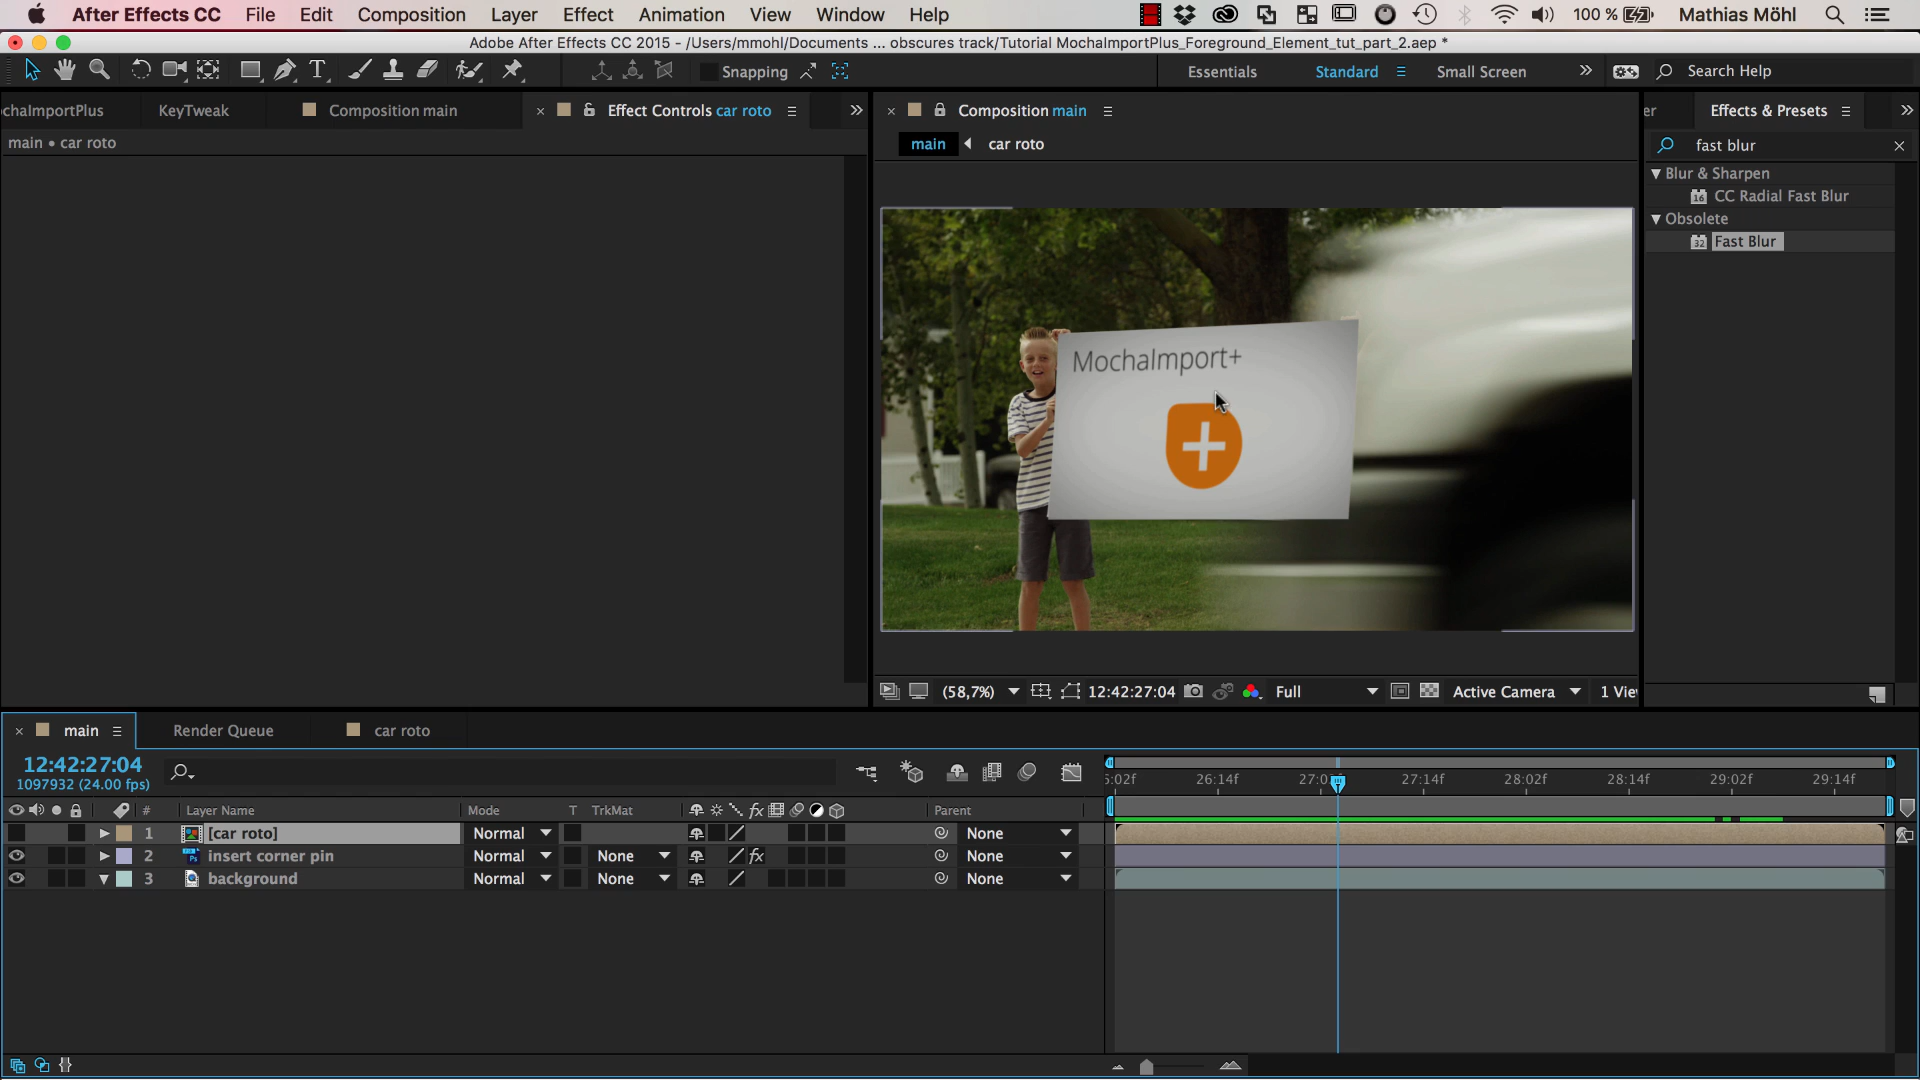 After Effects CC File Edit Composition Layer Effect Animation View Window Help 100 % Mathias Möhl
Adobe After Effects CC 2015 - /Users/mmohl/Documents ... obscures track/Tutorial MochaImportPlus_Foreground_Element_tut_part_2.aep *
Snapping Essentials Standard Small Screen Search Help
chaImportPlus KeyTweak Composition main Effect Controls car roto Composition main er Effects & Presets
main • car roto main car roto fast blur
Blur & Sharpen
16 CC Radial Fast Blur
Obsolete
32 Fast Blur
MochaImport+
(58,7%) 12:42:27:04 Full Active Camera 1 Vie
main Render Queue car roto
12:42:27:04
1097932 (24.00 fps)
5:02f 26:14f 27:0 27:14f 28:02f 28:14f 29:02f 29:14f
# Layer Name Mode T TrkMat fx Parent
1 [car roto] Normal None
2 Ps insert corner pin Normal None fx None
3 background Normal None None